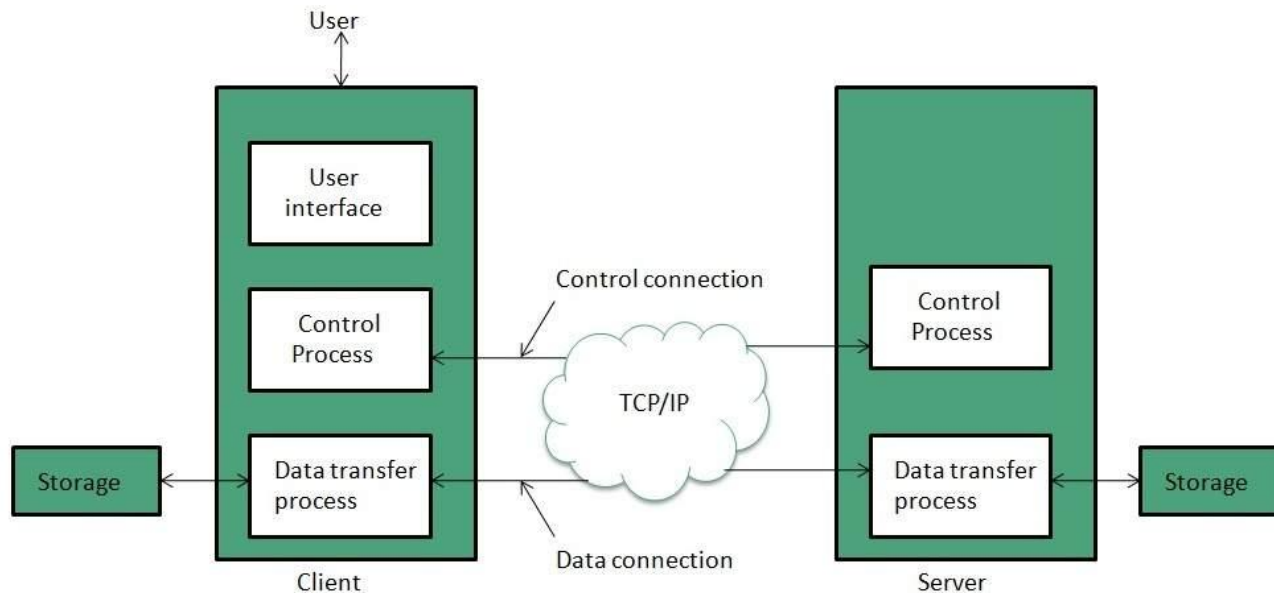 User
User
interface
Control connection
Control
Process
Control
Process
TCP/IP
Storage
Data transfer
process
Data transfer
process
Storage
Data connection
Client
Server